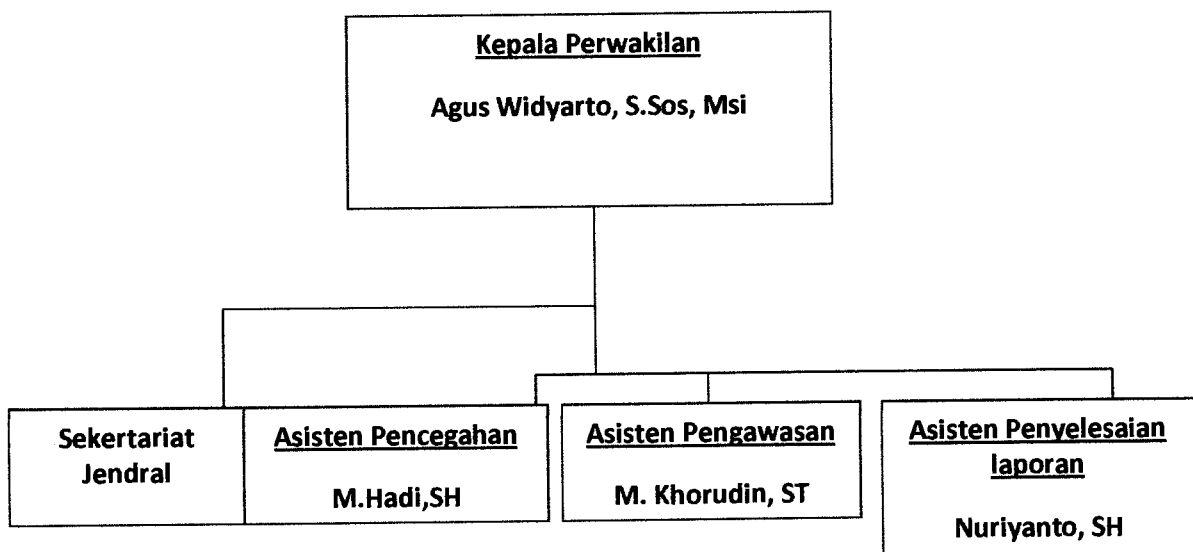 Kepala Perwakilan
Agus Widyarto, S.Sos, Msi
Sekertariat
Jendral
Asisten Pencegahan
M.Hadi,SH
Asisten Pengawasan
M. Khorudin, ST
Asisten Penyelesaian
laporan
Nuriyanto, SH